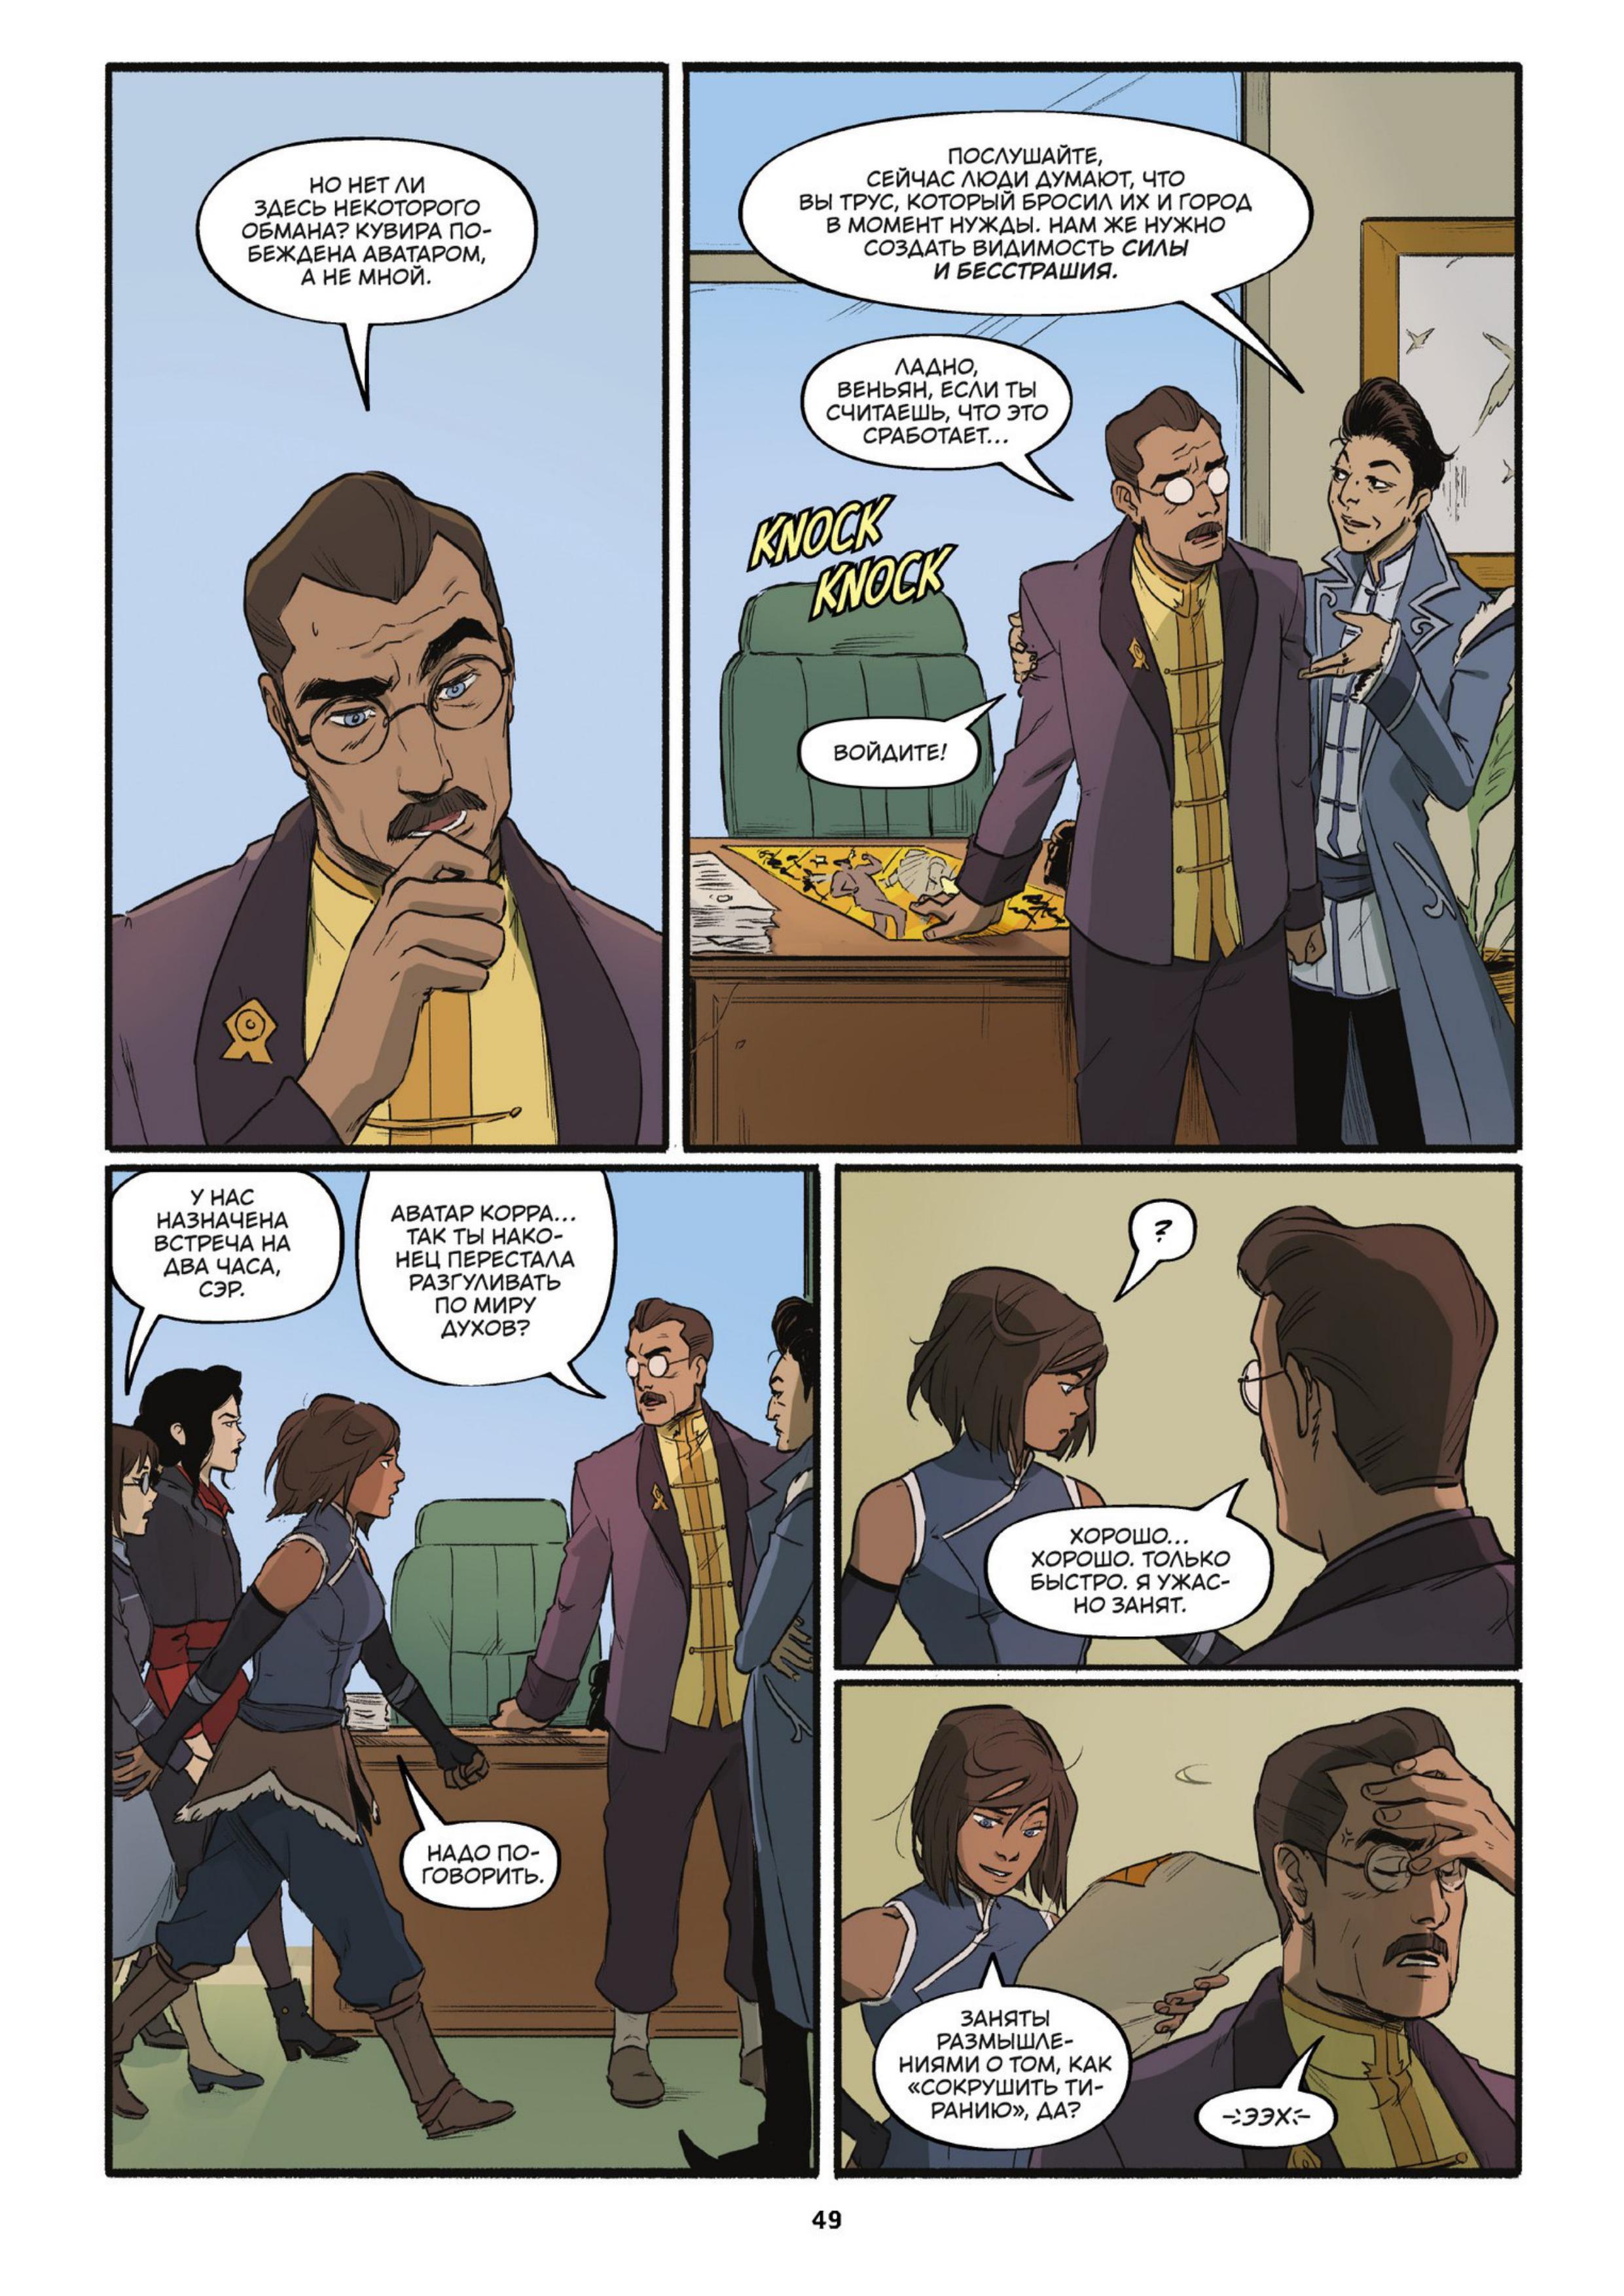 НО НЕТ ЛИ
ЗДЕСЬ НЕКОТОРОГО
ОБМАНА? КУВИРА ПО-
БЕЖДЕНА АВАТАРОМ,
А НЕ МНОЙ.
ПОСЛУШАЙТЕ,
СЕЙЧАС ЛЮДИ ДУМАЮТ, ЧТО
ВЫ ТРУС, КОТОРЫЙ БРОСИЛ ИХ И ГОРОД
В МОМЕНТ НУЖДЫ. НАМ ЖЕ НУЖНО
СОЗДАТЬ ВИДИМОСТЬ СИЛЫ
И БЕССТРАШИЯ.
ЛАДНО,
ВЕНЬЯН, ЕСЛИ ТЫ
СЧИТАЕШЬ, ЧТО ЭТО
СРАБОТАЕТ...
KNOCK
KNOCK
ВОЙДИТЕ!
У НАС
НАЗНАЧЕНА
ВСТРЕЧА НА
ДВА ЧАСА,
СЭР.
АВАТАР КОРРА...
ТАК ТЫ НАКО-
НЕЦ ПЕРЕСТАЛА
РАЗГУЛИВАТЬ
ПО МИРУ
ДУХОВ?
НАДО ПО-
ГОВОРИТЬ.
?
ХОРОШО...
ХОРОШО. ТОЛЬКО
БЫСТРО. Я УЖАС-
НО ЗАНЯТ.
ЗАНЯТЫ
РАЗМЫШЛЕ-
НИЯМИ О ТОМ, КАК
«СОКРУШИТЬ ТИ-
РАНИЮ», ДА?
ЭЭХ
49